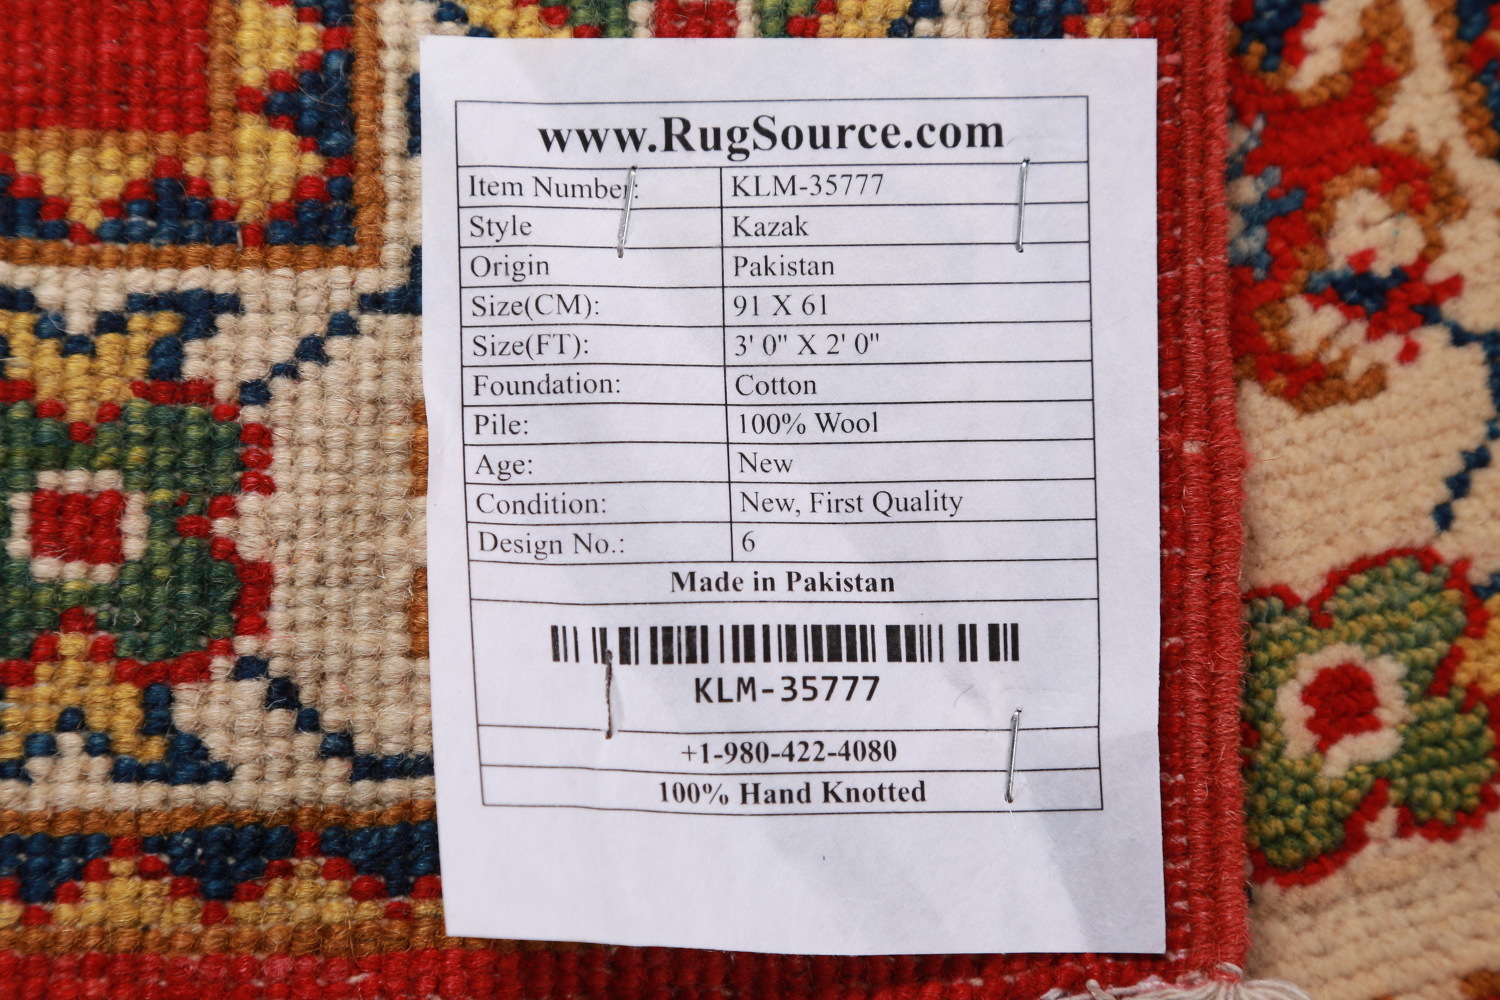 www.RugSource.com
Item Number: KLM-35777
Style Kazak
Origin Pakistan
Size(CM): 91 X 61
Size(FT): 3' 0" X 2' 0"
Foundation: Cotton
Pile: 100% Wool
Age: New
Condition: New, First Quality
Design No.: 6
Made in Pakistan
KLM-35777
+1-980-422-4080
100% Hand Knotted